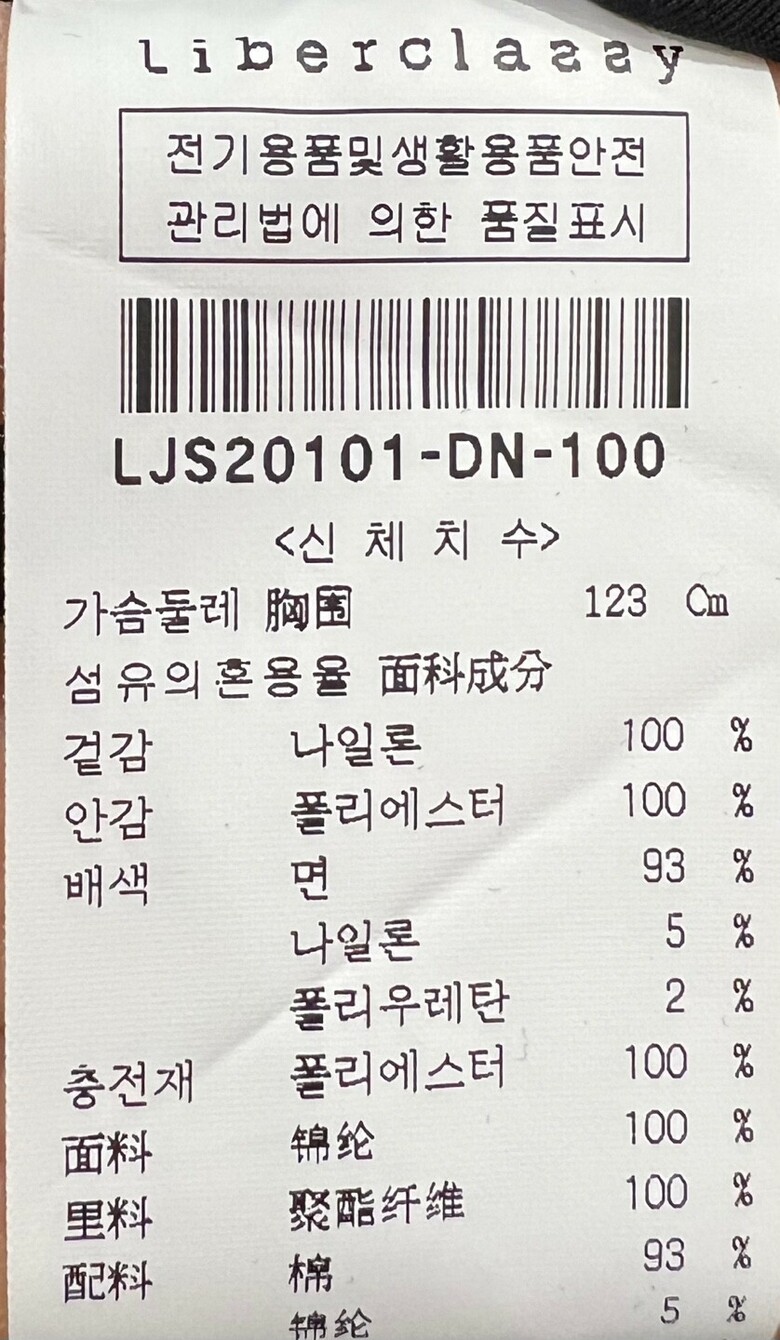 Liberclassy
전기용품및생활용품안전
관리법에 의한 품질표시
LJS20101-DN-100
<신 체 치 수>
가슴둘레 胸围 123 Cm
섬유의혼용율 面科成分
겉감 나일론 100 %
안감 폴리에스터 100 %
배색 면 93 %
나일론 5 %
폴리우레탄 2 %
충전재 폴리에스터 100 %
面料 锦纶 100 %
里料 聚酯纤维 100 %
配料 棉 93 %
锦纶 5 %